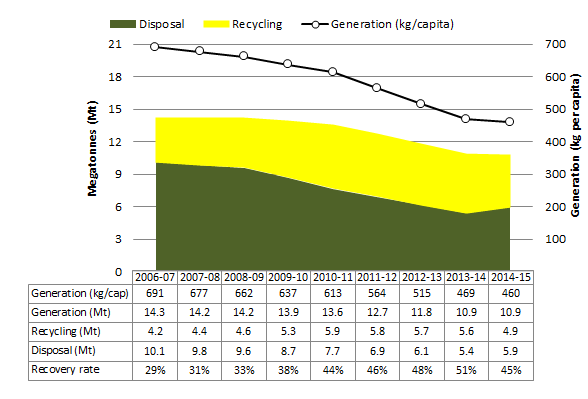 Disposal Recycling Generation (kg/capita)
21 700
18 600
15 500
12 400
9 300
6 200
3 100
0
Megatonnes (Mt)
Generation (kg per capita)
2006-07 2007-08 2008-09 2009-10 2010-11 2011-12 2012-13 2013-14 2014-15
Generation (kg/cap) 691 677 662 637 613 564 515 469 460
Generation (Mt) 14.3 14.2 14.2 13.9 13.6 12.7 11.8 10.9 10.9
Recycling (Mt) 4.2 4.4 4.6 5.3 5.9 5.8 5.7 5.6 4.9
Disposal (Mt) 10.1 9.8 9.6 8.7 7.7 6.9 6.1 5.4 5.9
Recovery rate 29% 31% 33% 38% 44% 46% 48% 51% 45%